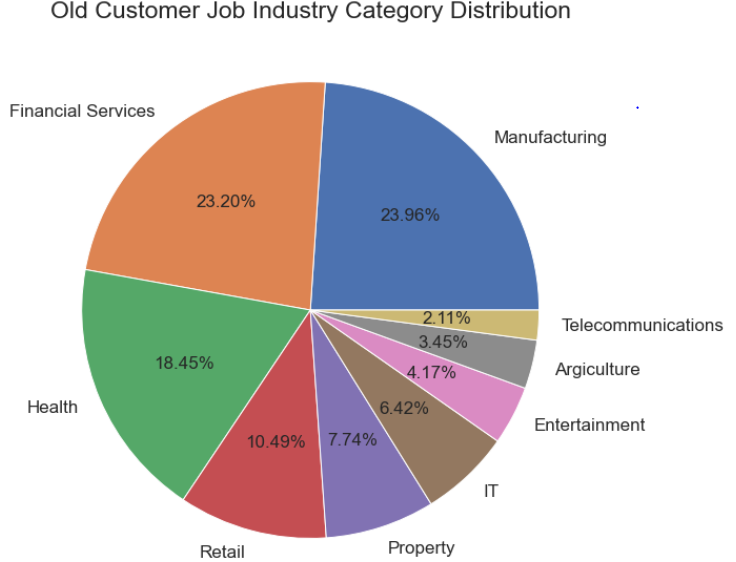 Old Customer Job Industry Category Distribution
Financial Services
Manufacturing
23.20%
23.96%
2.11%
Telecommunications
3.45%
18.45%
4.17%
Argiculture
6.42%
Health
Entertainment
10.49%
7.74%
IT
Retail
Property